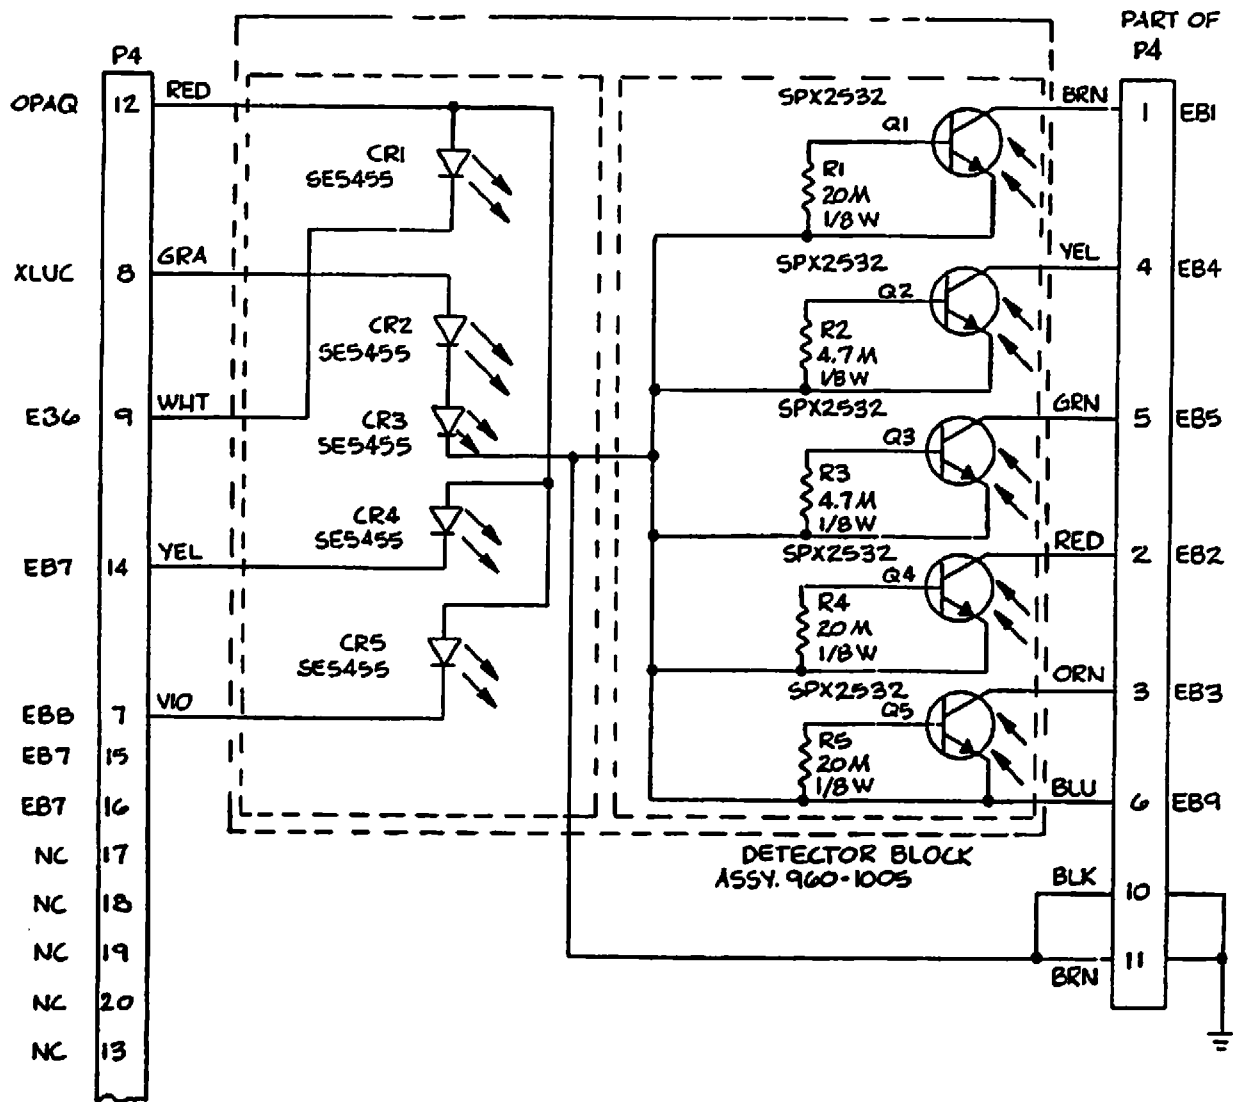 P4
OPAQ 12 RED
XLUC 8 GRA
E36 9 WHT
EB7 14 YEL
EBB 7 VIO
EB7 15
EB7 16
NC 17
NC 18
NC 19
NC 20
NC 13
CR1
SE5455
CR2
SE5455
CR3
SE5455
CR4
SE5455
CR5
SE5455
SPX2532
Q1
R1
20M
1/8W
SPX2532
Q2
R2
4.7M
1/8W
SPX2532
Q3
R3
4.7M
1/8W
SPX2532
Q4
R4
20M
1/8W
SPX2532
Q5
R5
20M
1/8W
DETECTOR BLOCK
ASSY. 960-1005
PART OF
P4
BRN 1 EB1
YEL 4 EB4
GRN 5 EB5
RED 2 EB2
ORN 3 EB3
BLU 6 EB9
BLK 10
BRN 11